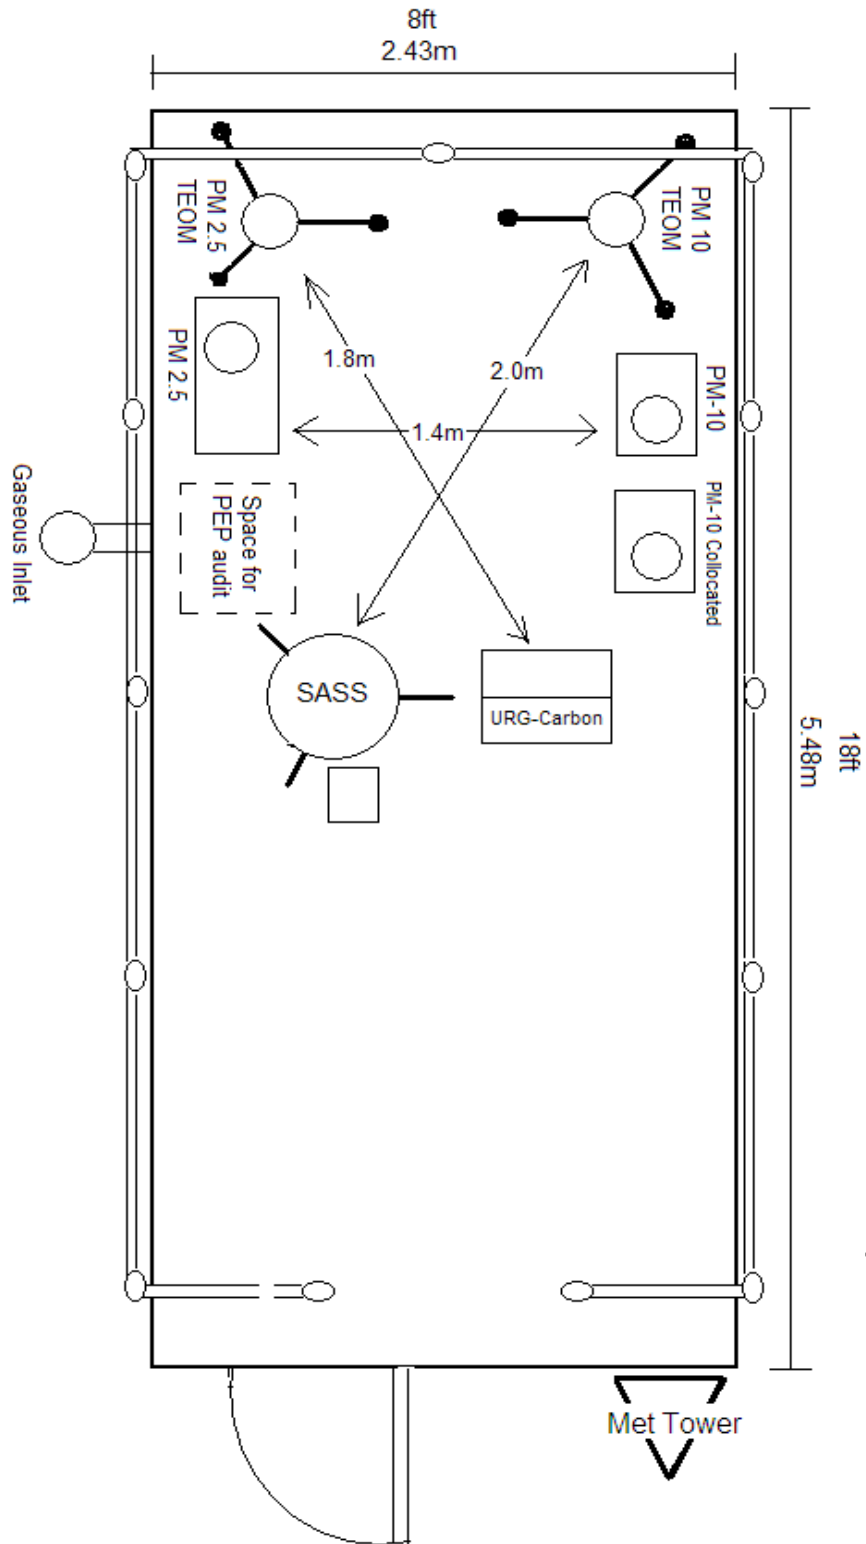 8ft
2.43m
PM 2.5
TEOM
PM 10
TEOM
PM 2.5
1.8m
2.0m
1.4m
PM-10
Gaseous Inlet
Space for
PEP audit
PM-10 Collocated
SASS
URG-Carbon
18ft
5.48m
Met Tower